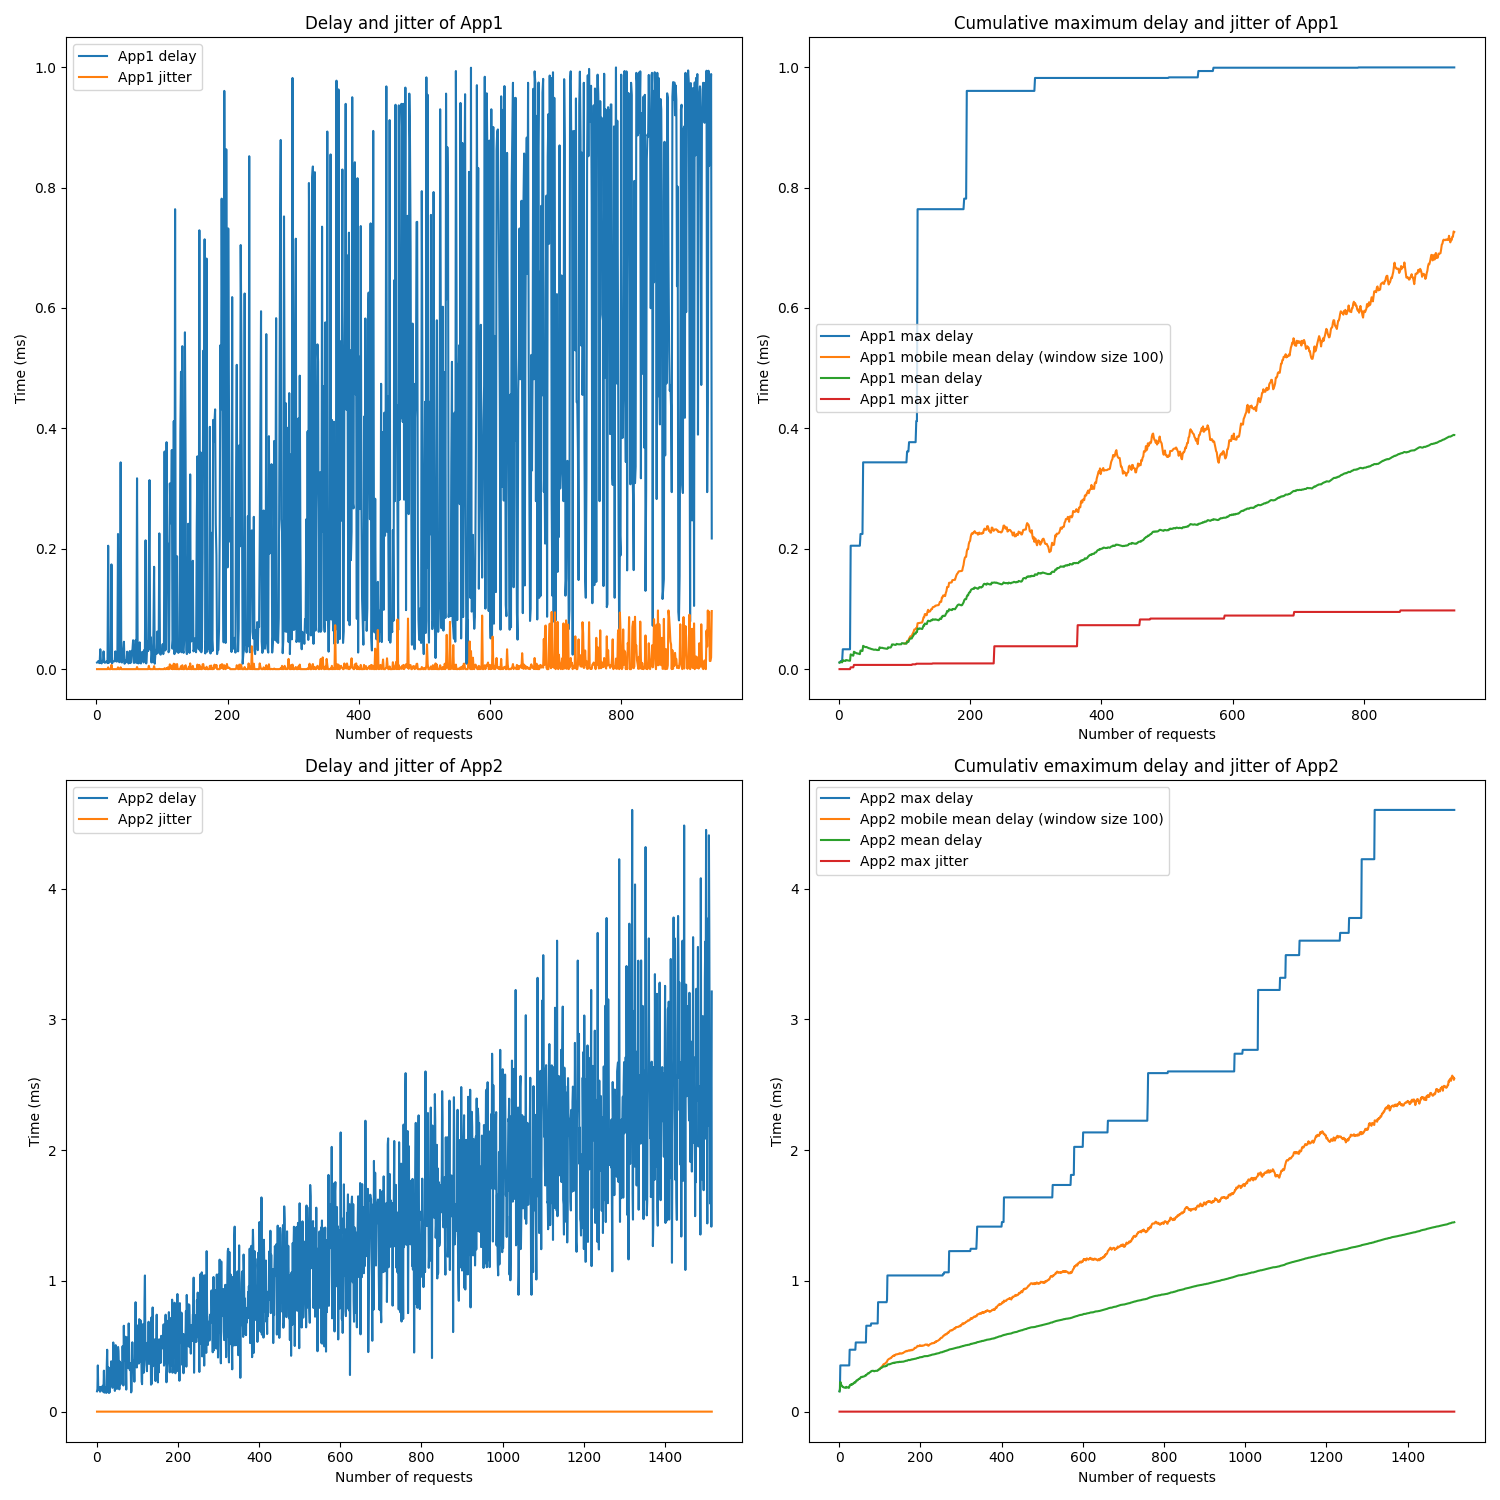 Delay and jitter of App1
App1 delay
App1 jitter
1.0
0.8
0.6
0.4
0.2
0.0
Time (ms)
0 200 400 600 800
Number of requests
Cumulative maximum delay and jitter of App1
App1 max delay
App1 mobile mean delay (window size 100)
App1 mean delay
App1 max jitter
1.0
0.8
0.6
0.4
0.2
0.0
Time (ms)
0 200 400 600 800
Number of requests
Delay and jitter of App2
App2 delay
App2 jitter
4
3
2
1
0
Time (ms)
0 200 400 600 800 1000 1200 1400
Number of requests
Cumulativ emaximum delay and jitter of App2
App2 max delay
App2 mobile mean delay (window size 100)
App2 mean delay
App2 max jitter
4
3
2
1
0
Time (ms)
0 200 400 600 800 1000 1200 1400
Number of requests